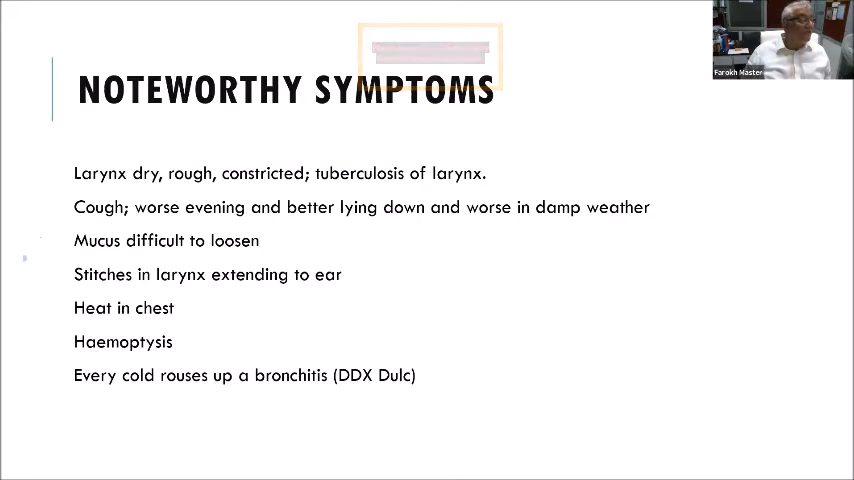 Farokh Master
NOTEWORTHY SYMPTOMS
Larynx dry, rough, constricted; tuberculosis of larynx.
Cough; worse evening and better lying down and worse in damp weather
Mucus difficult to loosen
Stitches in larynx extending to ear
Heat in chest
Haemoptysis
Every cold rouses up a bronchitis (DDX Dulc)